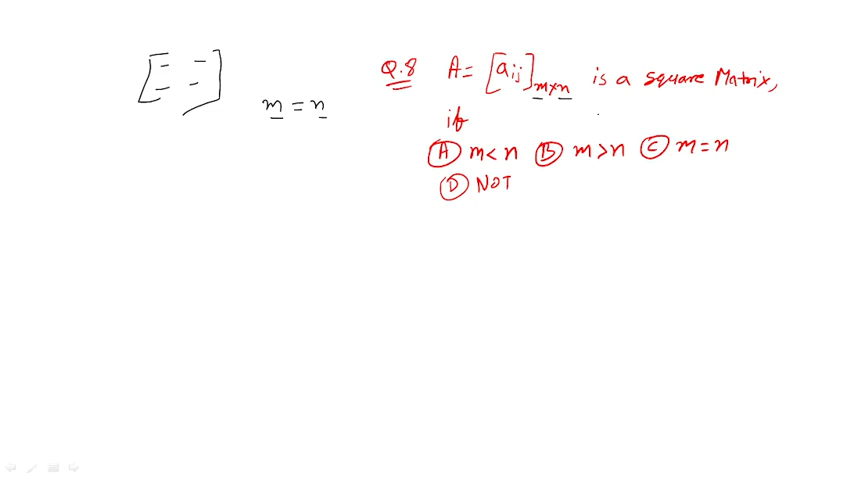 Q.8 A = [aij]m×n is a square Matrix,
m = n
if
(A) m < n (B) m > n (C) m = n
(D) NOT